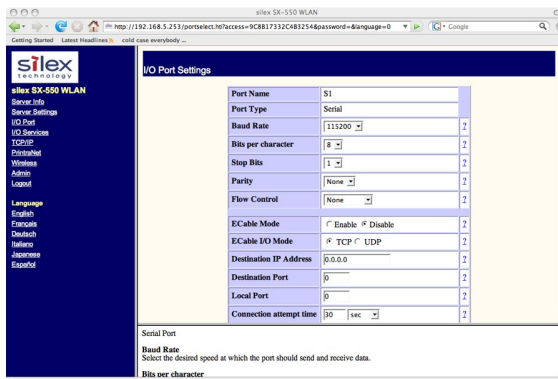 silex SX-550 WLAN
http://192.168.5.253/portselect.hti?access=9C8B17332C4B3254&password=&language=0
Google
Getting Started Latest Headlines cold case everybody ...
silex
technology
silex SX-550 WLAN
Server Info
Server Settings
I/O Port
I/O Services
TCP/IP
PrintraNet
Wireless
Admin
Logout
Language
English
Français
Deutsch
Italiano
Japanese
Español
I/O Port Settings
Port Name S1
Port Type Serial
Baud Rate 115200 ?
Bits per character 8 ?
Stop Bits 1 ?
Parity None ?
Flow Control None ?
ECable Mode Enable Disable ?
ECable I/O Mode TCP UDP ?
Destination IP Address 0.0.0.0 ?
Destination Port 0 ?
Local Port 0 ?
Connection attempt time 30 sec ?
Serial Port
Baud Rate
Select the desired speed at which the port should send and receive data.
Bits per character